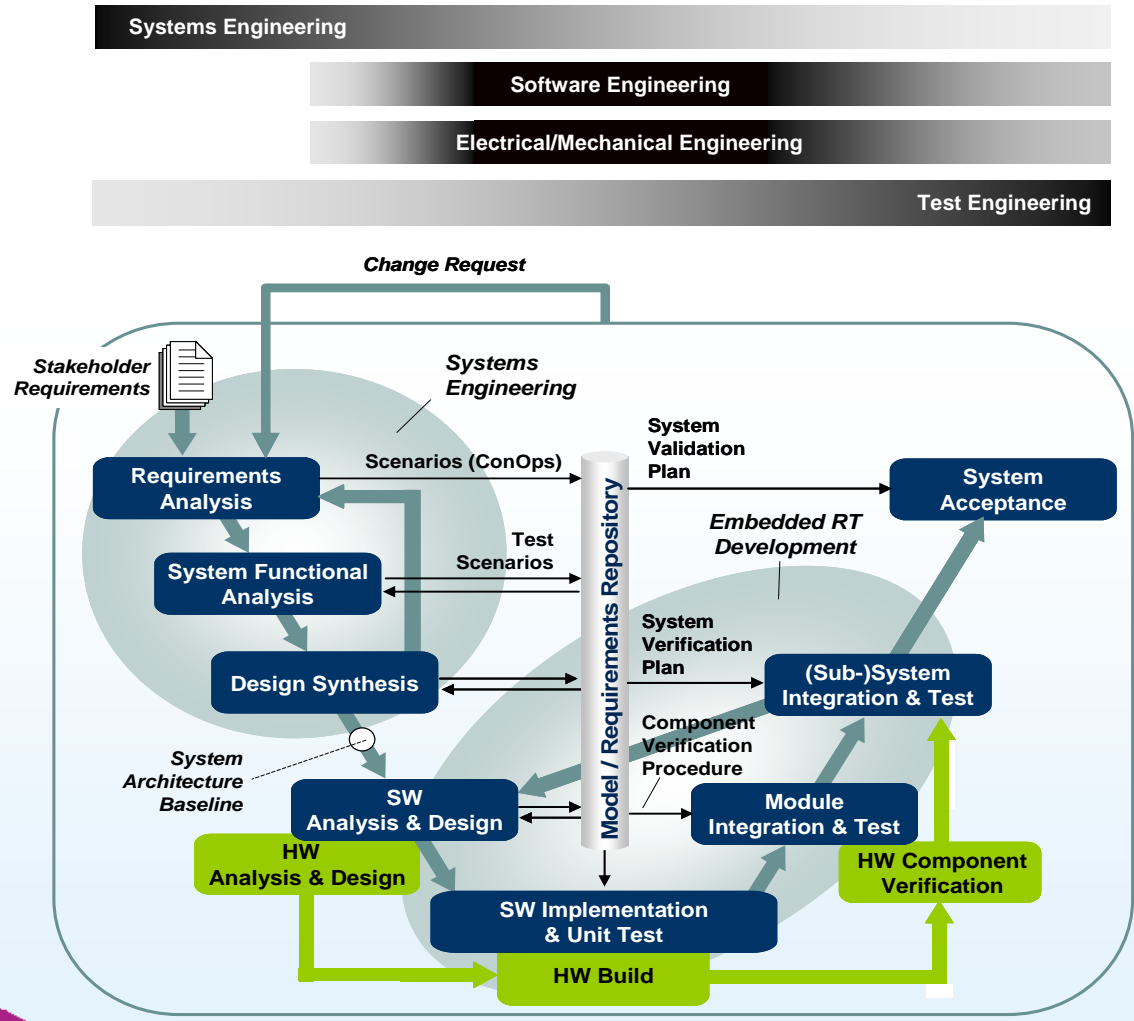 Systems Engineering
Software Engineering
Electrical/Mechanical Engineering
Test Engineering
Change Request
Stakeholder
Requirements
Systems
Engineering
Requirements
Analysis
Scenarios (ConOps)
System
Validation
Plan
System
Acceptance
Embedded RT
Development
Test
Scenarios
System Functional
Analysis
Model / Requirements Repository
System
Verification
Plan
Design Synthesis
(Sub-)System
Integration & Test
System
Architecture
Baseline
Component
Verification
Procedure
SW
Analysis & Design
Module
Integration & Test
HW
Analysis & Design
HW Component
Verification
SW Implementation
& Unit Test
HW Build